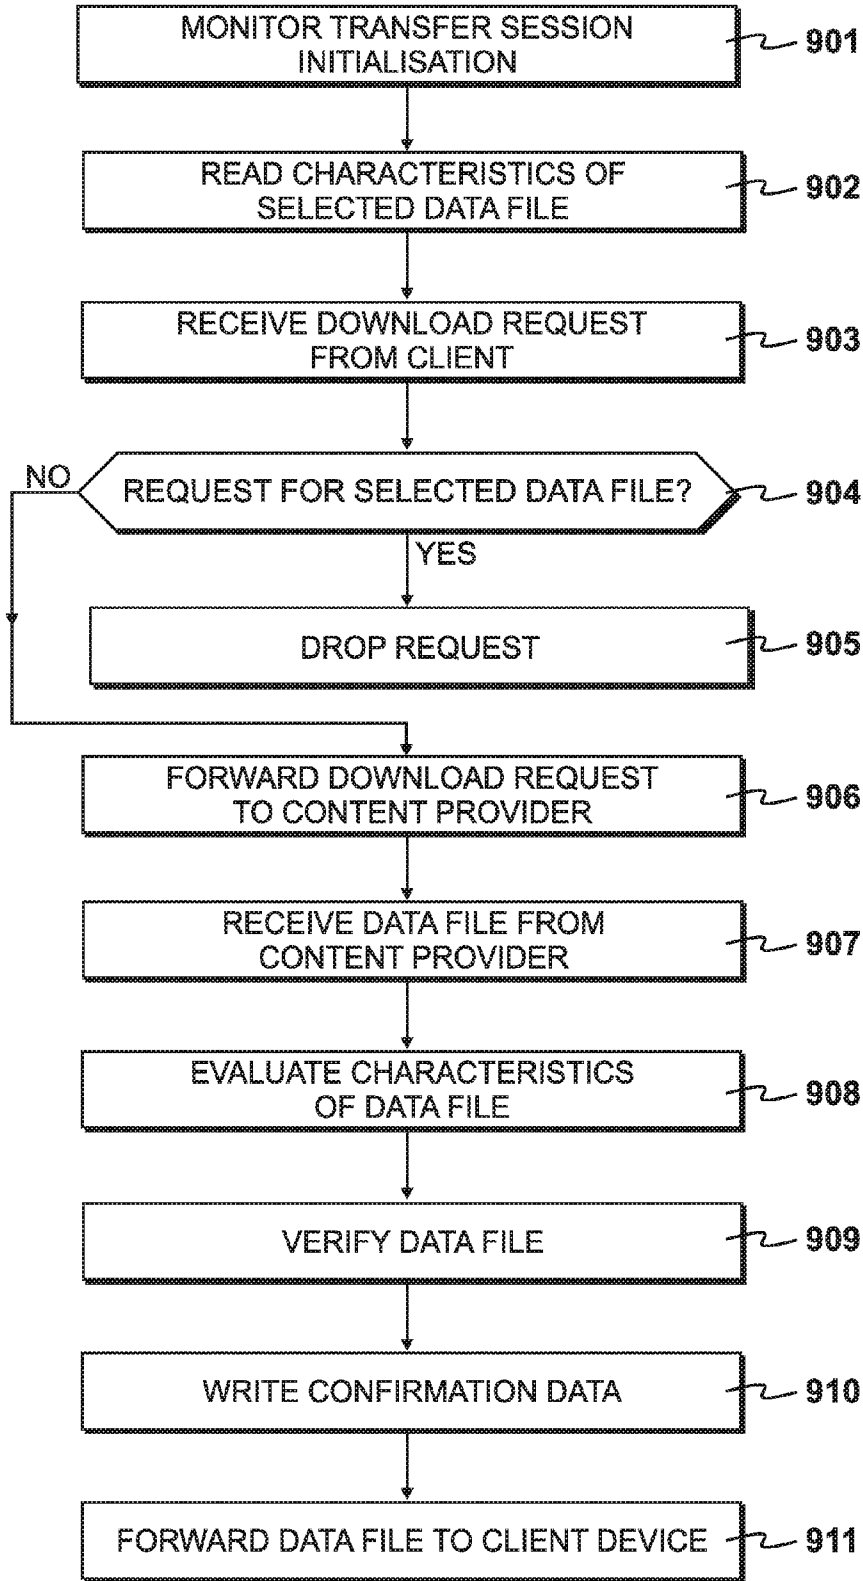 MONITOR TRANSFER SESSION
INITIALISATION
901
READ CHARACTERISTICS OF
SELECTED DATA FILE
902
RECEIVE DOWNLOAD REQUEST
FROM CLIENT
903
NO
REQUEST FOR SELECTED DATA FILE?
904
YES
DROP REQUEST
905
FORWARD DOWNLOAD REQUEST
TO CONTENT PROVIDER
906
RECEIVE DATA FILE FROM
CONTENT PROVIDER
907
EVALUATE CHARACTERISTICS
OF DATA FILE
908
VERIFY DATA FILE
909
WRITE CONFIRMATION DATA
910
FORWARD DATA FILE TO CLIENT DEVICE
911